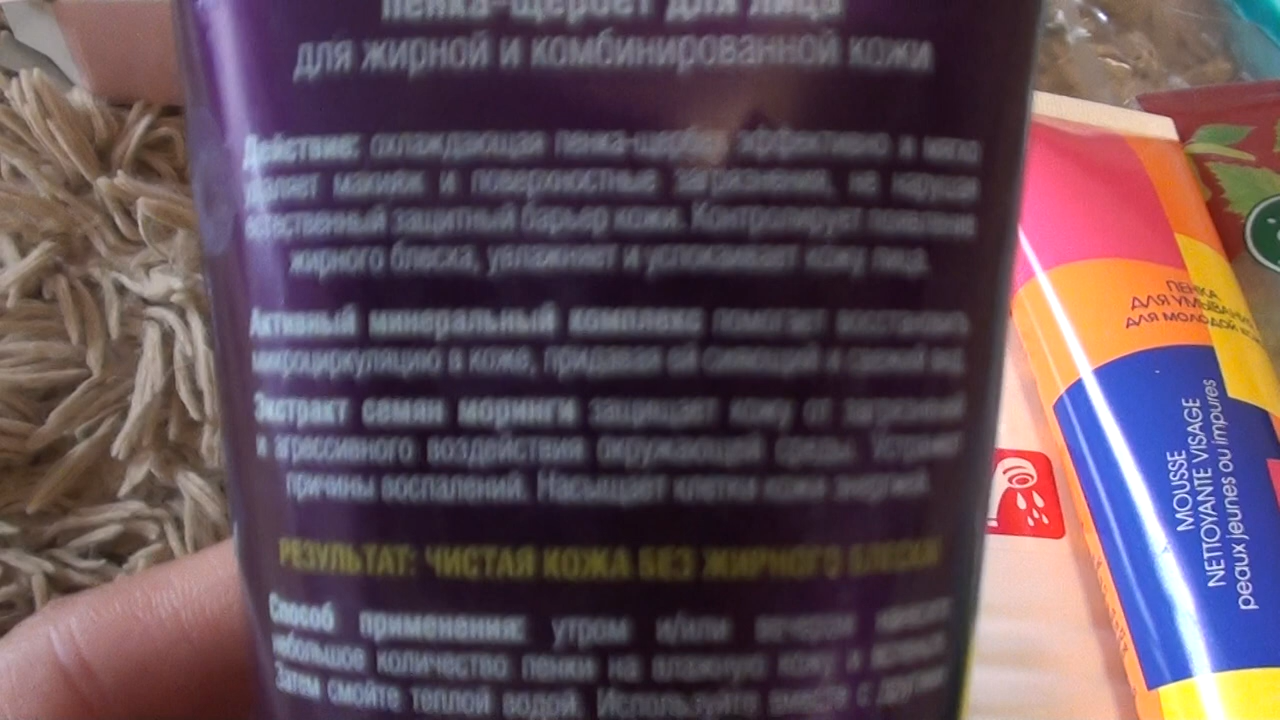 пенка-щербет для лица
для жирной и комбинированной кожи
Действие: охлаждающая пенка-щербет эффективно и мягко
удаляет макияж и поверхностные загрязнения, не нарушая
естественный защитный барьер кожи. Контролирует появление
жирного блеска, увлажняет и успокаивает кожу лица.
Активный минеральный комплекс помогает восстановить
микроциркуляцию в коже, придавая ей сияющий и свежий вид.
Экстракт семян моринги защищает кожу от загрязнений
и агрессивного воздействия окружающей среды. Устраняет
причины воспаления. Насыщает клетки кожи энергией.
РЕЗУЛЬТАТ: ЧИСТАЯ КОЖА БЕЗ ЖИРНОГО БЛЕСКА
Способ применения: утром и/или вечером нанесите
небольшое количество пенки на влажную кожу и
Затем смойте теплой водой. Используйте вместе с другими
ПЕНКА
ДЛЯ УМЫВАНИЯ
ДЛЯ МОЛОДОЙ
MOUSSE
NETTOYANTE VISAGE
peaux jeunes ou impures